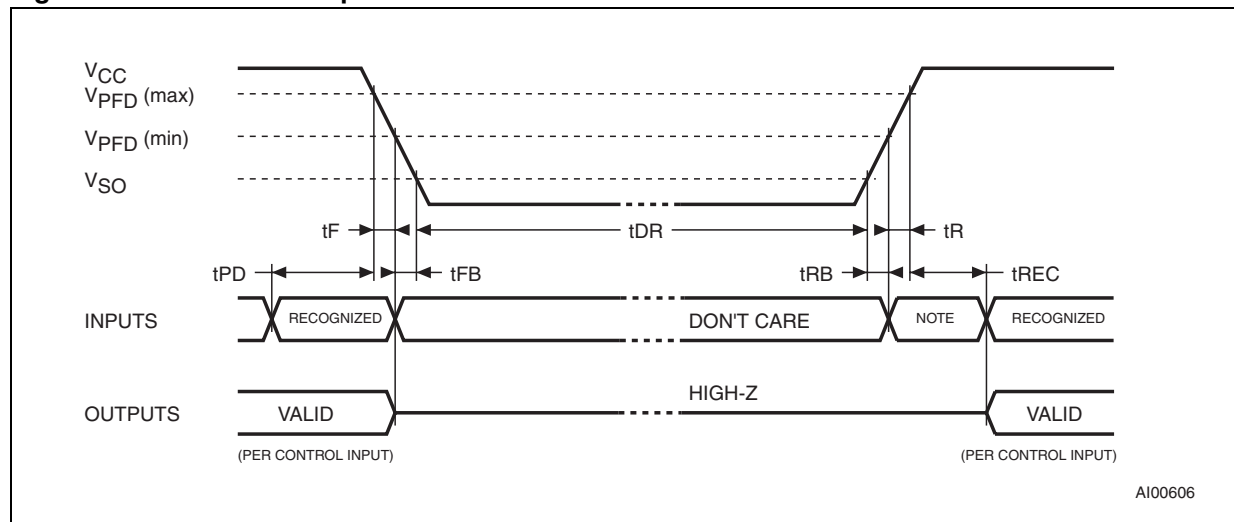 VCC
VPFD (max)
VPFD (min)
VSO
tF
tDR
tR
tPD
tFB
tRB
tREC
INPUTS
RECOGNIZED
DON'T CARE
NOTE
RECOGNIZED
HIGH-Z
OUTPUTS
VALID
VALID
(PER CONTROL INPUT)
(PER CONTROL INPUT)
AI00606